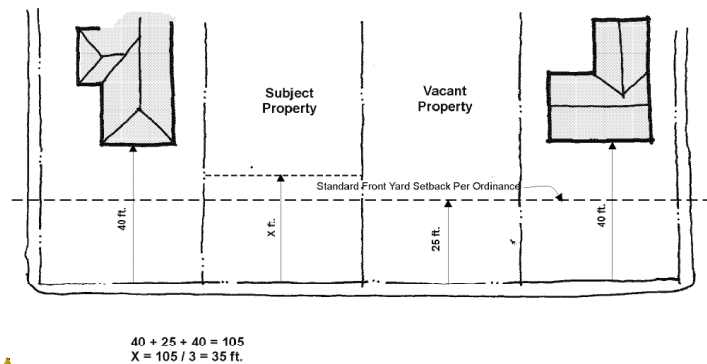 Subject
Property
Vacant
Property
Standard Front Yard Setback Per Ordinance
40 ft.
X ft.
25 ft.
40 ft.
40 + 25 + 40 = 105
X = 105 / 3 = 35 ft.